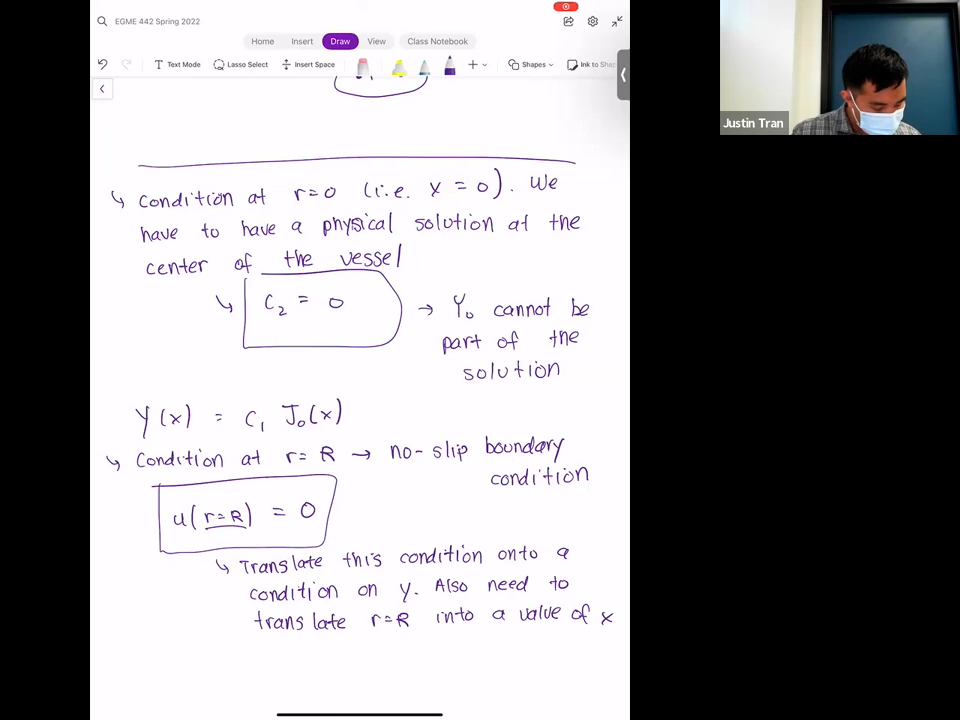 EGME 442 Spring 2022
Home Insert Draw View Class Notebook
Text Mode Lasso Select Insert Space Shapes Ink to Sha
Justin Tran
↳ Condition at r=0 (i.e. x = 0). We
have to have a physical solution at the
center of the vessel
↳ C₂ = 0 → Y₀ cannot be
part of the
solution
Y(x) = C₁ J₀(x)
↳ Condition at r=R → no-slip boundary
condition
u(r=R) = 0
↳ Translate this condition onto a
condition on y. Also need to
translate r=R into a value of x